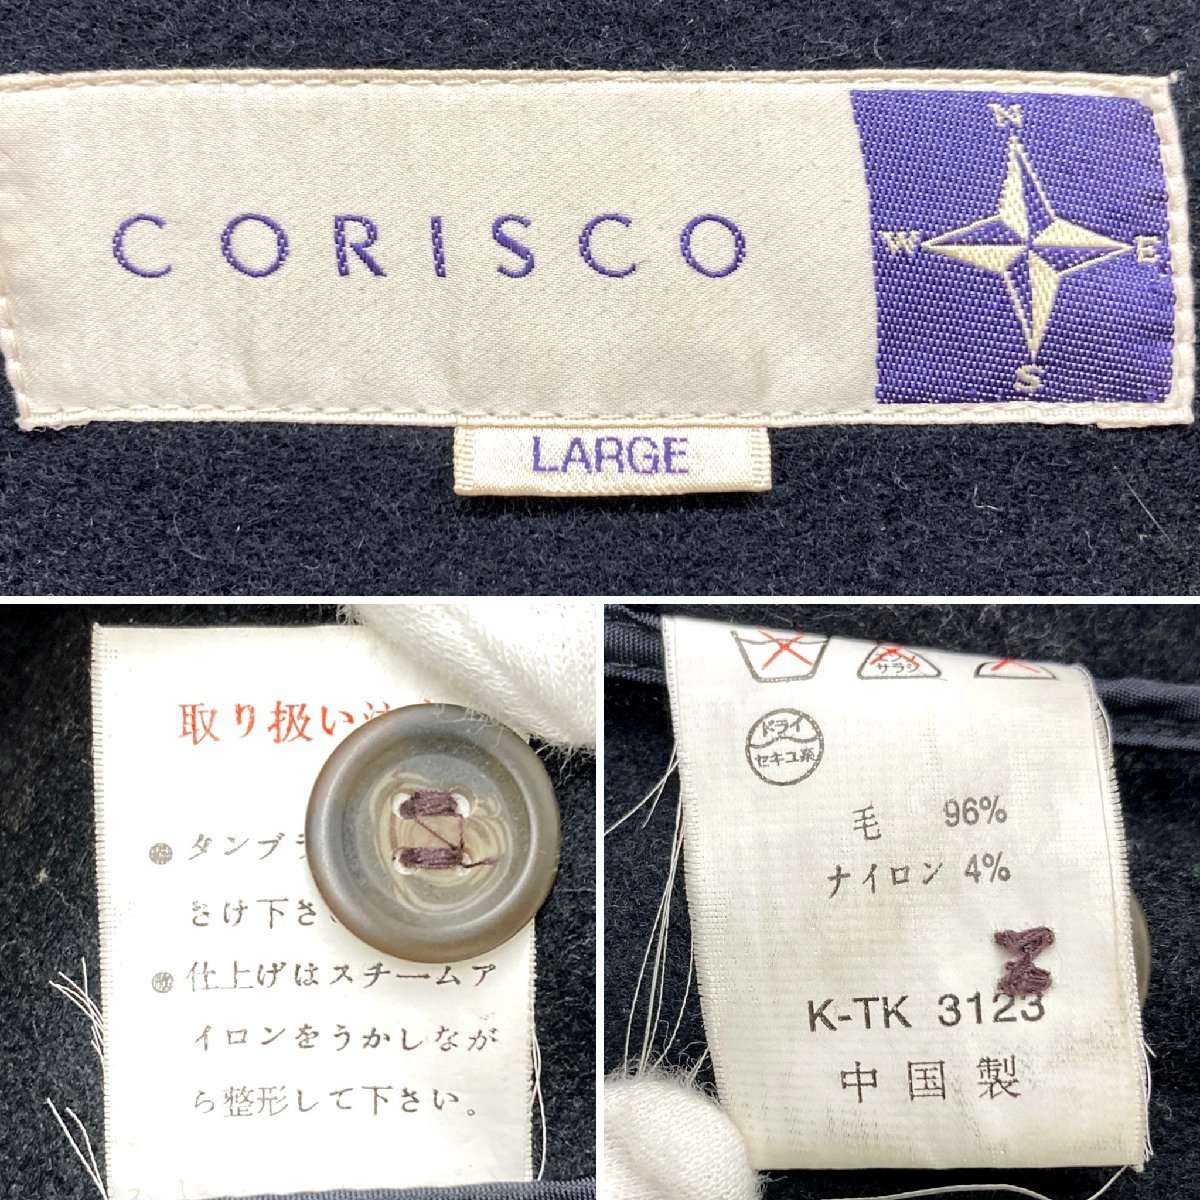 CORISCO
N
W E
S
LARGE
取り扱い注
タンブラ
さけ下さ
仕上げはスチームア
イロンをうかしなが
ら整形して下さい。
エンソ
サラシ
ドライ
セキユ系
毛 96%
ナイロン 4%
K-TK 3123
中国製